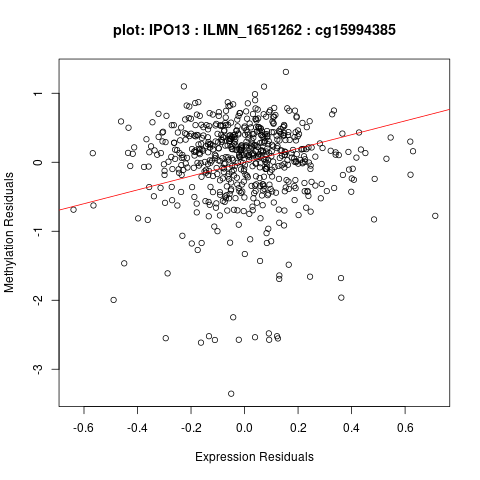 plot: IPO13 : ILMN_1651262 : cg15994385
1
0
-1
-2
-3
Methylation Residuals
-0.6 -0.4 -0.2 0.0 0.2 0.4 0.6
Expression Residuals